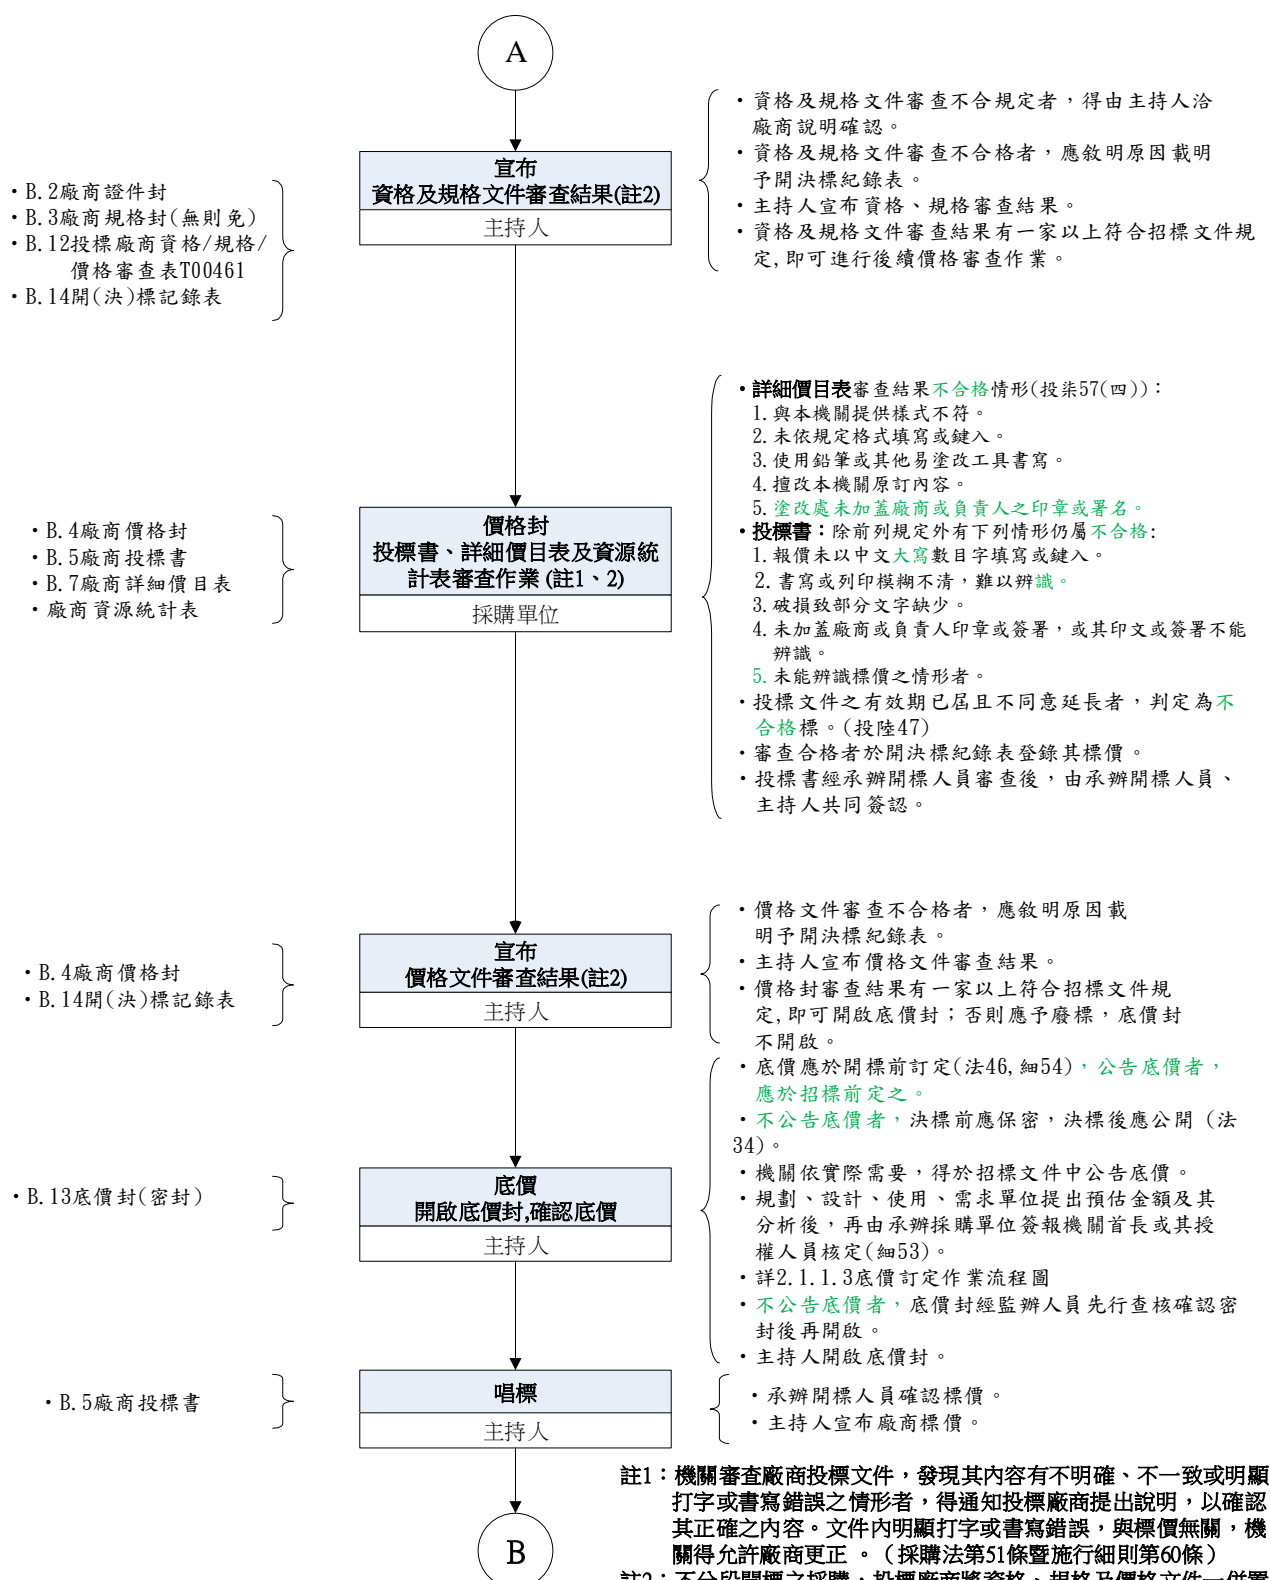 A
宣布
資格及規格文件審查結果(註2)
主持人
・B.2廠商證件封
・B.3廠商規格封(無則免)
・B.12投標廠商資格/規格/
價格審查表T00461
・B.14開(決)標記錄表
・資格及規格文件審查不合規定者，得由主持人洽
廠商說明確認。
・資格及規格文件審查不合格者，應敘明原因載明
予開決標紀錄表。
・主持人宣布資格、規格審查結果。
・資格及規格文件審查結果有一家以上符合招標文件規
定,即可進行後續價格審查作業。
價格封
投標書、詳細價目表及資源統
計表審查作業 (註1、2)
採購單位
・B.4廠商價格封
・B.5廠商投標書
・B.7廠商詳細價目表
・廠商資源統計表
・詳細價目表審查結果不合格情形(投柒57(四))：
1.與本機關提供樣式不符。
2.未依規定格式填寫或鍵入。
3.使用鉛筆或其他易塗改工具書寫。
4.擅改本機關原訂內容。
5.塗改處未加蓋廠商或負責人之印章或署名。
・投標書：除前列規定外有下列情形仍屬不合格:
1.報價未以中文大寫數目字填寫或鍵入。
2.書寫或列印模糊不清，難以辨識。
3.破損致部分文字缺少。
4.未加蓋廠商或負責人印章或簽署，或其印文或簽署不能
辨識。
5.未能辨識標價之情形者。
・投標文件之有效期已屆且不同意延長者，判定為不
合格標。(投陸47)
・審查合格者於開決標紀錄表登錄其標價。
・投標書經承辦開標人員審查後，由承辦開標人員、
主持人共同簽認。
宣布
價格文件審查結果(註2)
主持人
・B.4廠商價格封
・B.14開(決)標記錄表
・價格文件審查不合格者，應敘明原因載
明予開決標紀錄表。
・主持人宣布價格文件審查結果。
・價格封審查結果有一家以上符合招標文件規
定,即可開啟底價封；否則應予廢標，底價封
不開啟。
底價
開啟底價封,確認底價
主持人
・B.13底價封(密封)
・底價應於開標前訂定(法46,細54)，公告底價者，
應於招標前定之。
・不公告底價者，決標前應保密，決標後應公開 (法
34)。
・機關依實際需要，得於招標文件中公告底價。
・規劃、設計、使用、需求單位提出預估金額及其
分析後，再由承辦採購單位簽報機關首長或其授
權人員核定(細53)。
・詳2.1.1.3底價訂定作業流程圖
・不公告底價者，底價封經監辦人員先行查核確認密
封後再開啟。
・主持人開啟底價封。
唱標
主持人
・B.5廠商投標書
・承辦開標人員確認標價。
・主持人宣布廠商標價。
B
註1：機關審查廠商投標文件，發現其內容有不明確、不一致或明顯
打字或書寫錯誤之情形者，得通知投標廠商提出說明，以確認
其正確之內容。文件內明顯打字或書寫錯誤，與標價無關，機
關得允許廠商更正 。（採購法第51條暨施行細則第60條）
註2：不分段開標之採購，投標廠商將資格、規格及價格文件一併置